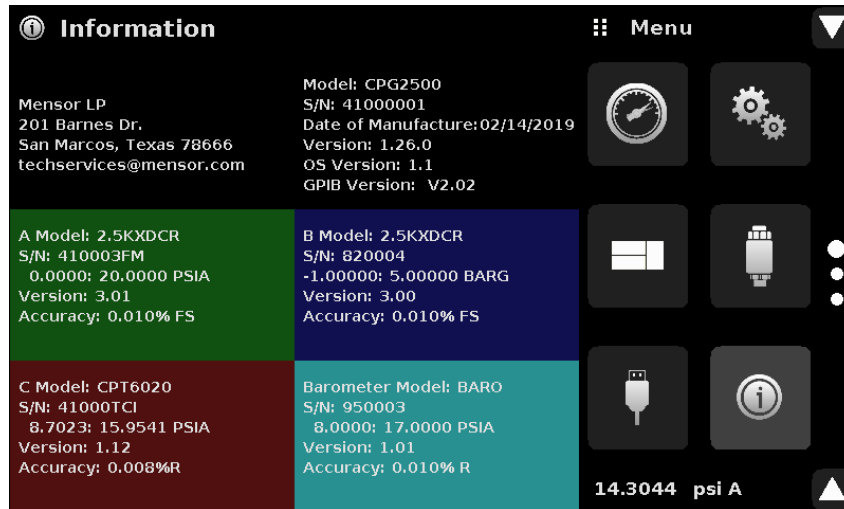 Information
Mensor LP
201 Barnes Dr.
San Marcos, Texas 78666
techservices@mensor.com
Model: CPG2500
S/N: 41000001
Date of Manufacture:02/14/2019
Version: 1.26.0
OS Version: 1.1
GPIB Version:  V2.02
A Model: 2.5KXDCR
S/N: 410003FM
0.0000: 20.0000 PSIA
Version: 3.01
Accuracy: 0.010% FS
B Model: 2.5KXDCR
S/N: 820004
-1.00000: 5.00000 BARG
Version: 3.00
Accuracy: 0.010% FS
C Model: CPT6020
S/N: 41000TCI
8.7023: 15.9541 PSIA
Version: 1.12
Accuracy: 0.008%R
Barometer Model: BARO
S/N: 950003
8.0000: 17.0000 PSIA
Version: 1.01
Accuracy: 0.010% R
Menu
14.3044  psi A